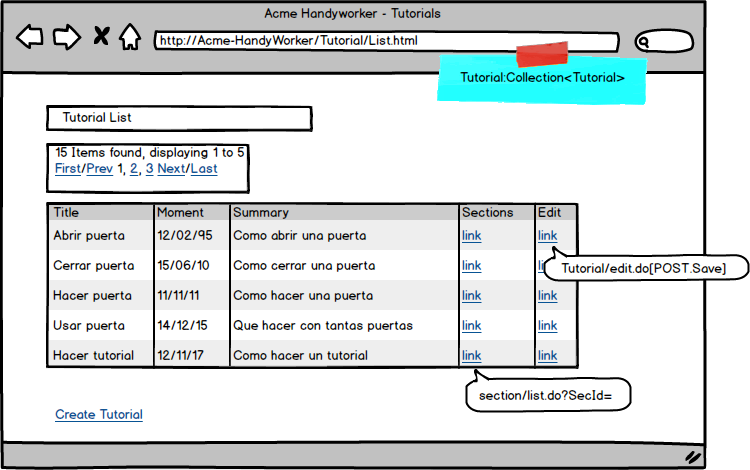 Acme Handyworker - Tutorials
http://Acme-HandyWorker/Tutorial/List.html
Tutorial:Collection<Tutorial>
Tutorial List
15 Items found, displaying 1 to 5
First/Prev 1, 2, 3 Next/Last
Title Moment Summary Sections Edit
Abrir puerta 12/02/95 Como abrir una puerta link link
Cerrar puerta 15/06/10 Como cerrar una puerta link link
Tutorial/edit.do[POST.Save]
Hacer puerta 11/11/11 Como hacer una puerta link link
Usar puerta 14/12/15 Que hacer con tantas puertas link link
Hacer tutorial 12/11/17 Como hacer un tutorial link link
section/list.do?SecId=
Create Tutorial